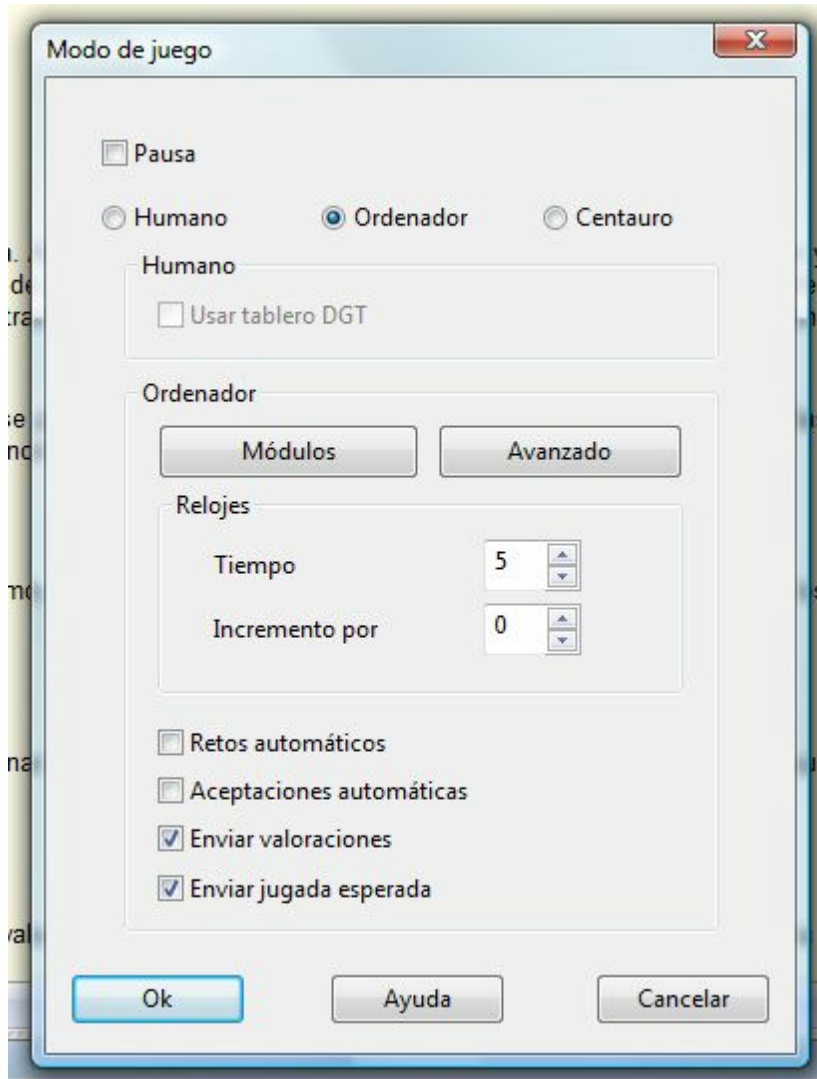 Modo de juego
Pausa
Humano Ordenador Centauro
Humano
Usar tablero DGT
Ordenador
Módulos Avanzado
Relojes
Tiempo 5
Incremento por 0
Retos automáticos
Aceptaciones automáticas
Enviar valoraciones
Enviar jugada esperada
Ok Ayuda Cancelar